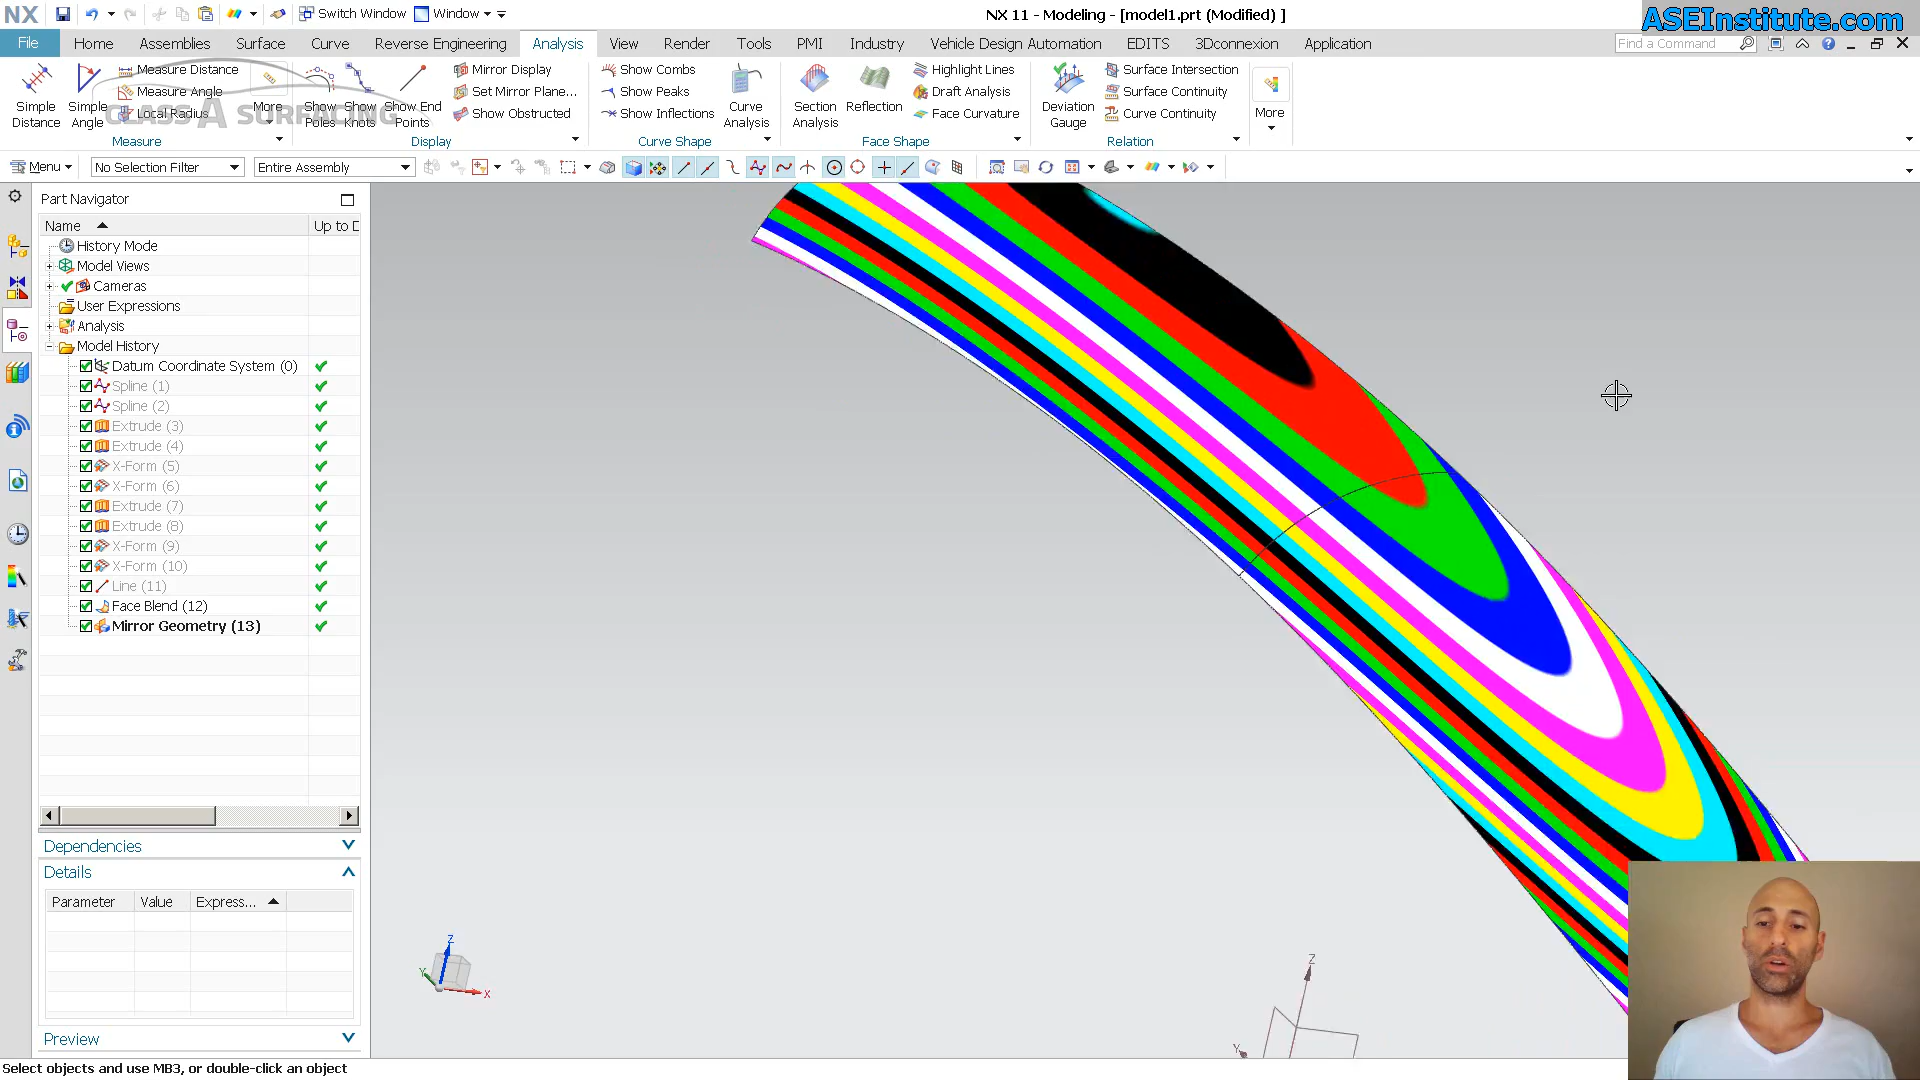 NX Switch Window Window NX 11 - Modeling - [model1.prt (Modified) ] ASEInstitute.com
File Home Assemblies Surface Curve Reverse Engineering Analysis View Render Tools PMI Industry Vehicle Design Automation EDITS 3Dconnexion Application Find a Command
Simple Distance
Simple Angle
Measure Distance
Measure Angle
Local Radius
More
Measure
CLASS A SURFACING
Show Poles
Show Knots
Show End Points
Mirror Display
Set Mirror Plane...
Show Obstructed
Display
Show Combs
Show Peaks
Show Inflections
Curve Analysis
Curve Shape
Section Analysis
Reflection
Highlight Lines
Draft Analysis
Face Curvature
Face Shape
Deviation Gauge
Surface Intersection
Surface Continuity
Curve Continuity
Relation
More
Menu No Selection Filter Entire Assembly
Part Navigator
Name Up to D
History Mode
Model Views
Cameras
User Expressions
Analysis
Model History
Datum Coordinate System (0)
Spline (1)
Spline (2)
Extrude (3)
Extrude (4)
X-Form (5)
X-Form (6)
Extrude (7)
Extrude (8)
X-Form (9)
X-Form (10)
Line (11)
Face Blend (12)
Mirror Geometry (13)
Dependencies
Details
Parameter Value Express...
Preview
Z
Y
X
Z
Y
Select objects and use MB3, or double-click an object